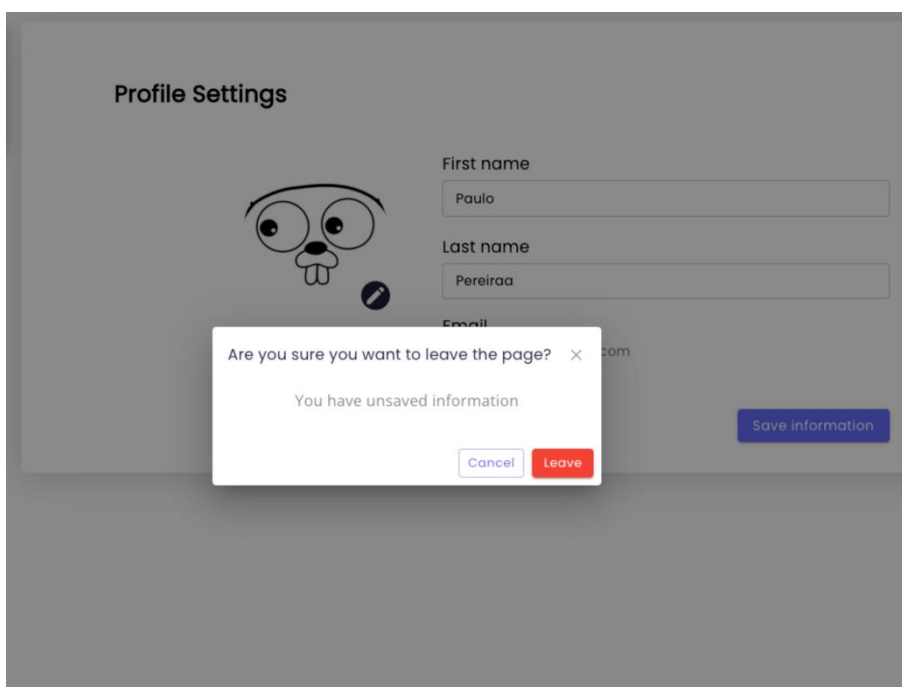 Profile Settings
First name
Paulo
Last name
Pereiraa
Email
com
Are you sure you want to leave the page?
You have unsaved information
Save information
Cancel Leave